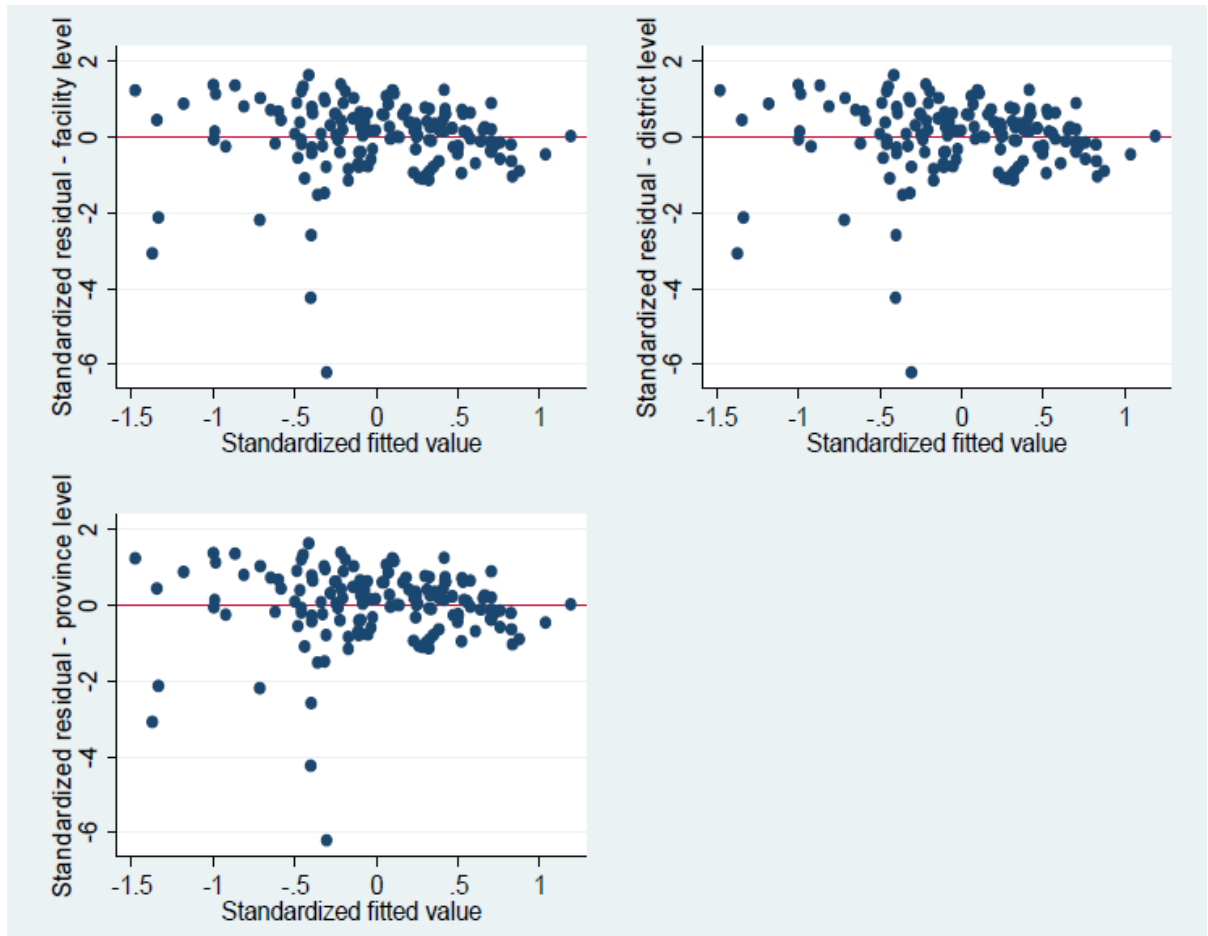 Standardized residual - facility level
2
0
-2
-4
-6
-1.5 -1 -.5 0 .5 1
Standardized fitted value
Standardized residual - district level
2
0
-2
-4
-6
-1.5 -1 -.5 0 .5 1
Standardized fitted value
Standardized residual - province level
2
0
-2
-4
-6
-1.5 -1 -.5 0 .5 1
Standardized fitted value